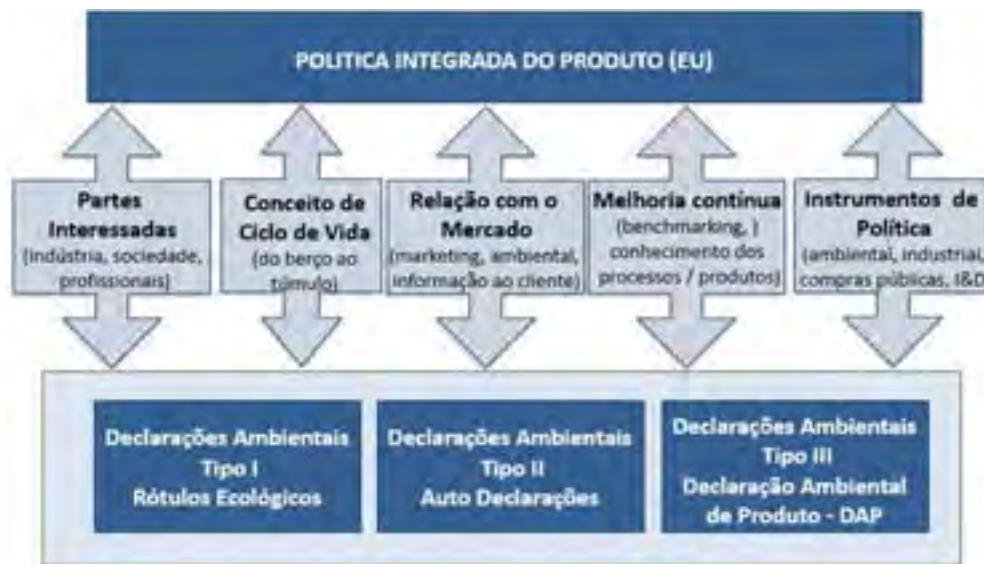 POLITICA INTEGRADA DO PRODUTO (EU)
Partes
Interessadas
(indústria, sociedade,
profissionais)
Conceito de
Ciclo de Vida
(do berço ao
túmulo)
Relação com o
Mercado
(marketing, ambiental,
informação ao cliente)
Melhoria contínua
(benchmarking, )
conhecimento dos
processos / produtos)
Instrumentos de
Política
(ambiental, industrial,
compras públicas, I&D
Declarações Ambientais
Tipo I
Rótulos Ecológicos
Declarações Ambientais
Tipo II
Auto Declarações
Declarações Ambientais
Tipo III
Declaração Ambiental
de Produto - DAP